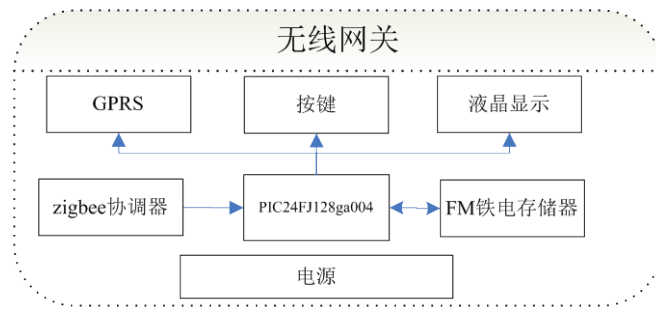 无线网关
GPRS
按键
液晶显示
zigbee协调器
PIC24FJ128ga004
FM铁电存储器
电源